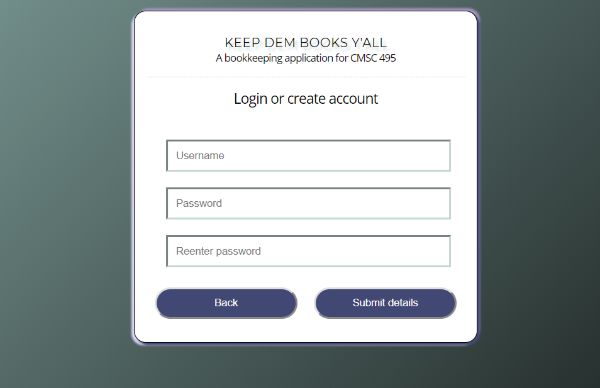 KEEP DEM BOOKS Y'ALL
A bookkeeping application for CMSC 495
Login or create account
Username
Password
Reenter password
Back
Submit details